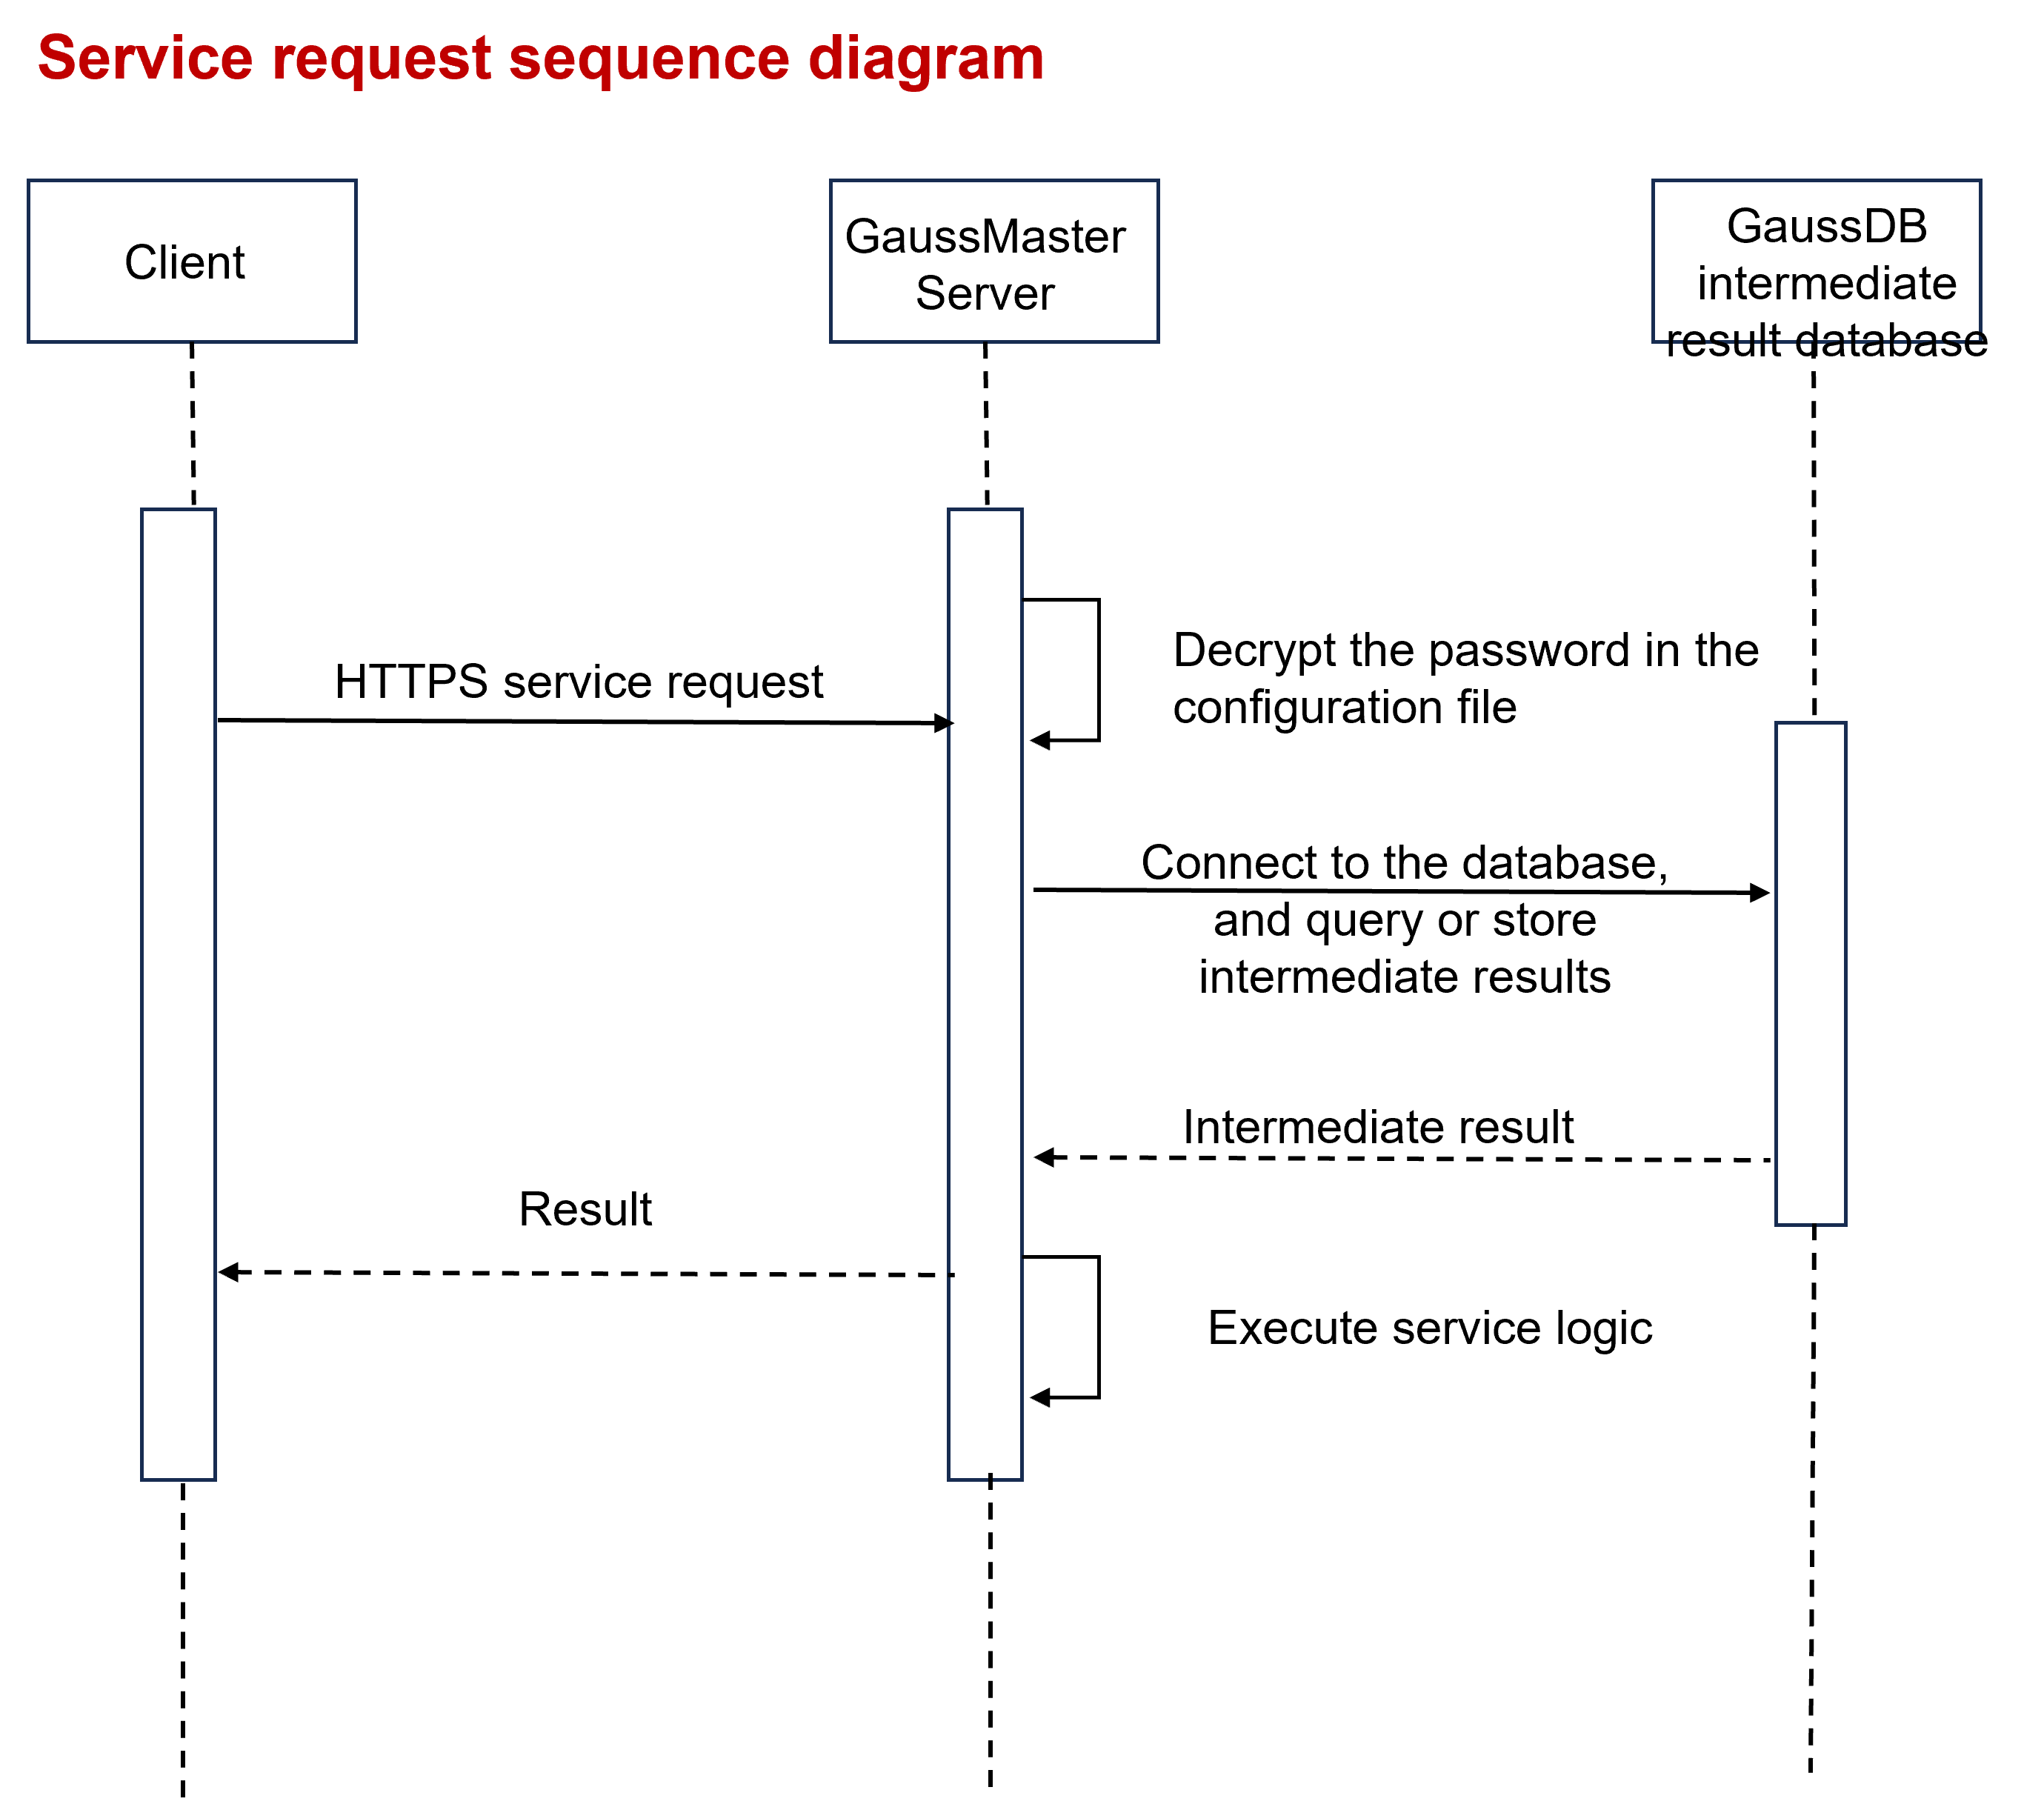 Service request sequence diagram
Client
GaussMaster
Server
GaussDB
intermediate
result database
HTTPS service request
Decrypt the password in the
configuration file
Connect to the database,
and query or store
intermediate results
Intermediate result
Result
Execute service logic